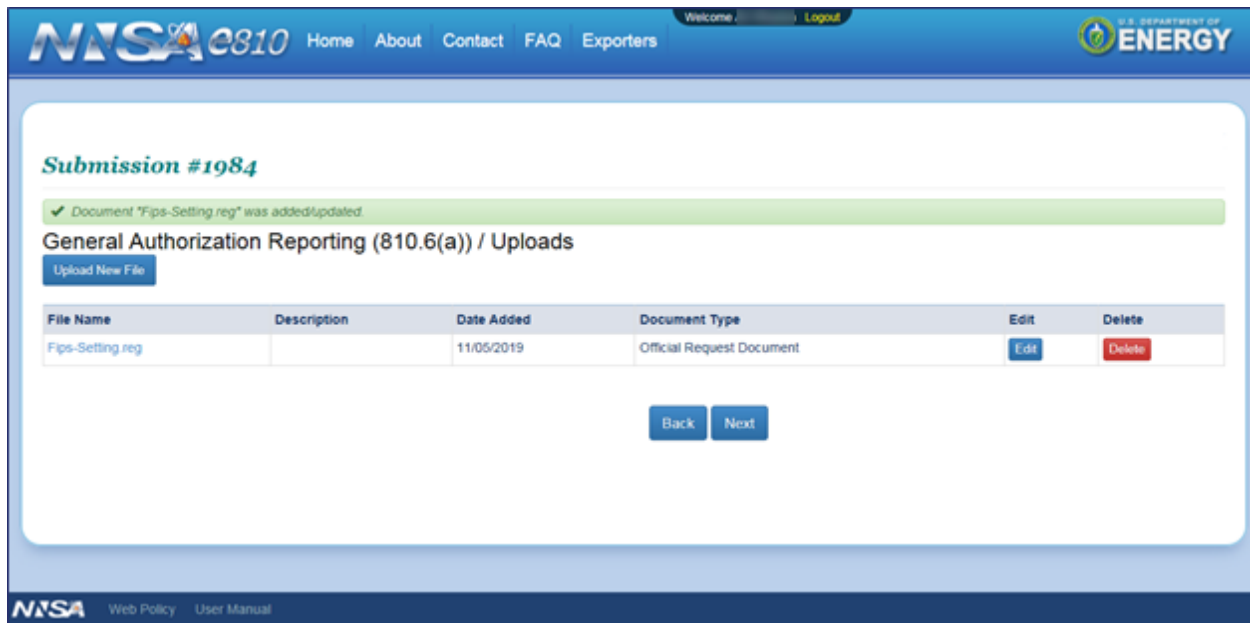 Welcome Logout
NNSA e810 Home About Contact FAQ Exporters
U.S. DEPARTMENT OF
ENERGY
Submission #1984
✔ Document "Fips-Setting.reg" was added/updated.
General Authorization Reporting (810.6(a)) / Uploads
Upload New File
File Name Description Date Added Document Type Edit Delete
Fips-Setting.reg 11/05/2019 Official Request Document Edit Delete
Back Next
NNSA Web Policy User Manual